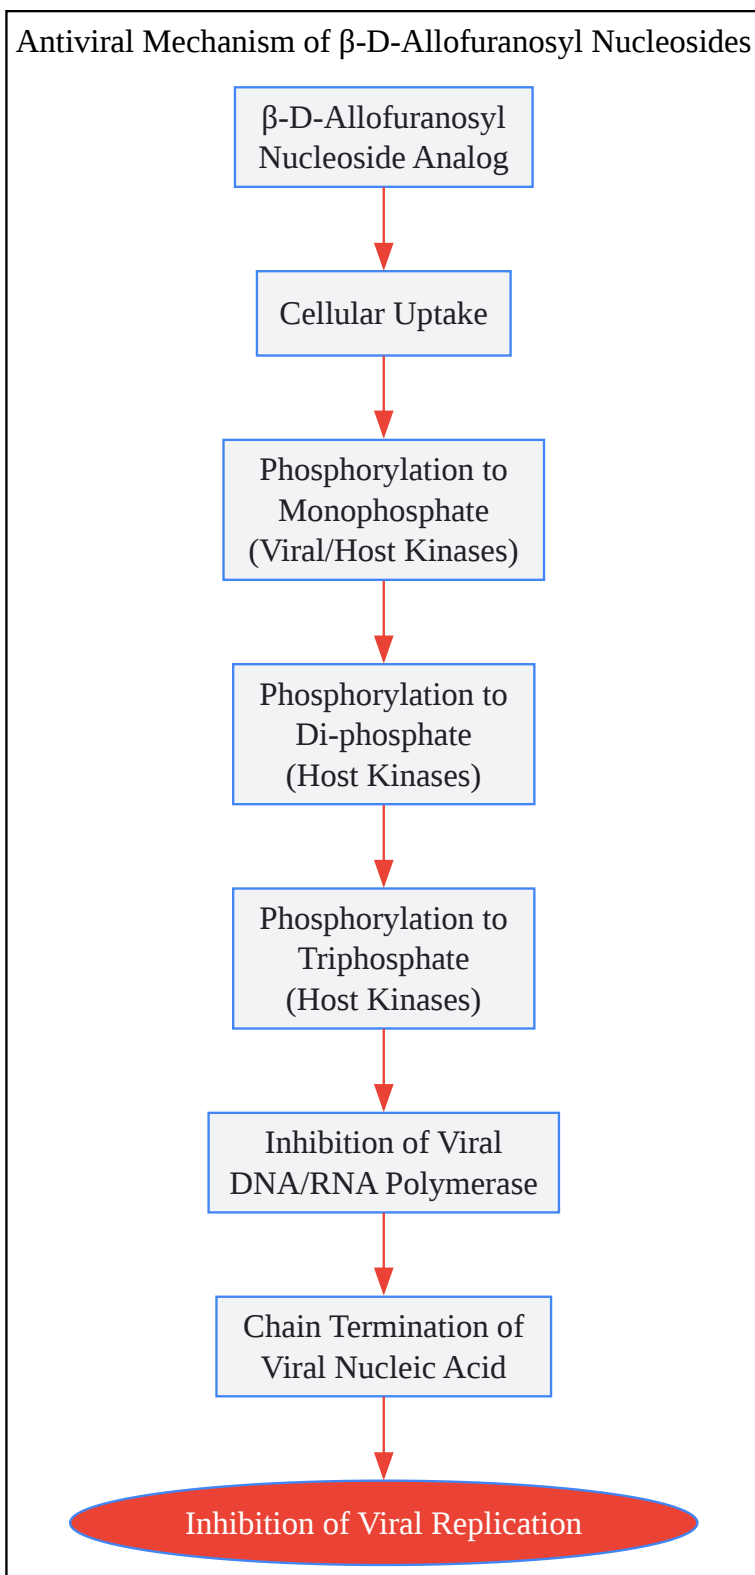 Antiviral Mechanism of β-D-Allofuranosyl Nucleosides
β-D-Allofuranosyl
Nucleoside Analog
Cellular Uptake
Phosphorylation to
Monophosphate
(Viral/Host Kinases)
Phosphorylation to
Di-phosphate
(Host Kinases)
Phosphorylation to
Triphosphate
(Host Kinases)
Inhibition of Viral
DNA/RNA Polymerase
Chain Termination of
Viral Nucleic Acid
Inhibition of Viral Replication